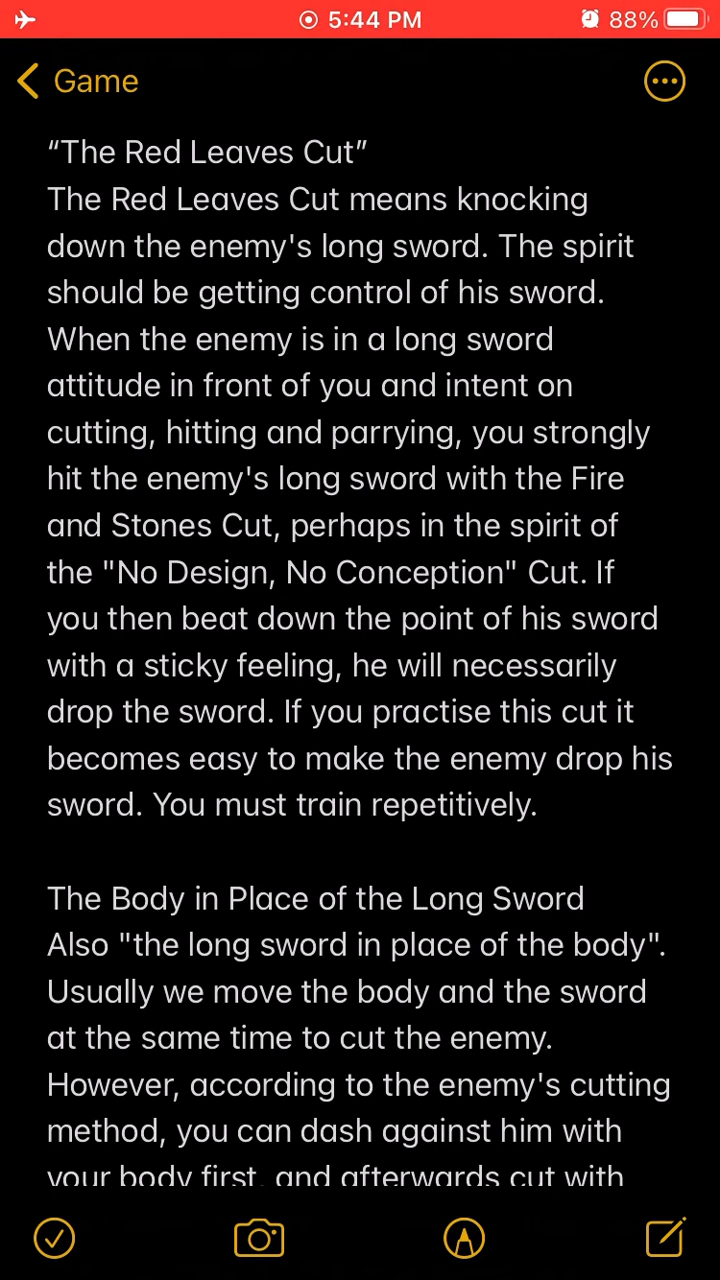 5:44 PM
88%
Game
“The Red Leaves Cut”
The Red Leaves Cut means knocking
down the enemy's long sword. The spirit
should be getting control of his sword.
When the enemy is in a long sword
attitude in front of you and intent on
cutting, hitting and parrying, you strongly
hit the enemy's long sword with the Fire
and Stones Cut, perhaps in the spirit of
the "No Design, No Conception" Cut. If
you then beat down the point of his sword
with a sticky feeling, he will necessarily
drop the sword. If you practise this cut it
becomes easy to make the enemy drop his
sword. You must train repetitively.
The Body in Place of the Long Sword
Also "the long sword in place of the body".
Usually we move the body and the sword
at the same time to cut the enemy.
However, according to the enemy's cutting
method, you can dash against him with
your body first, and afterwards cut with